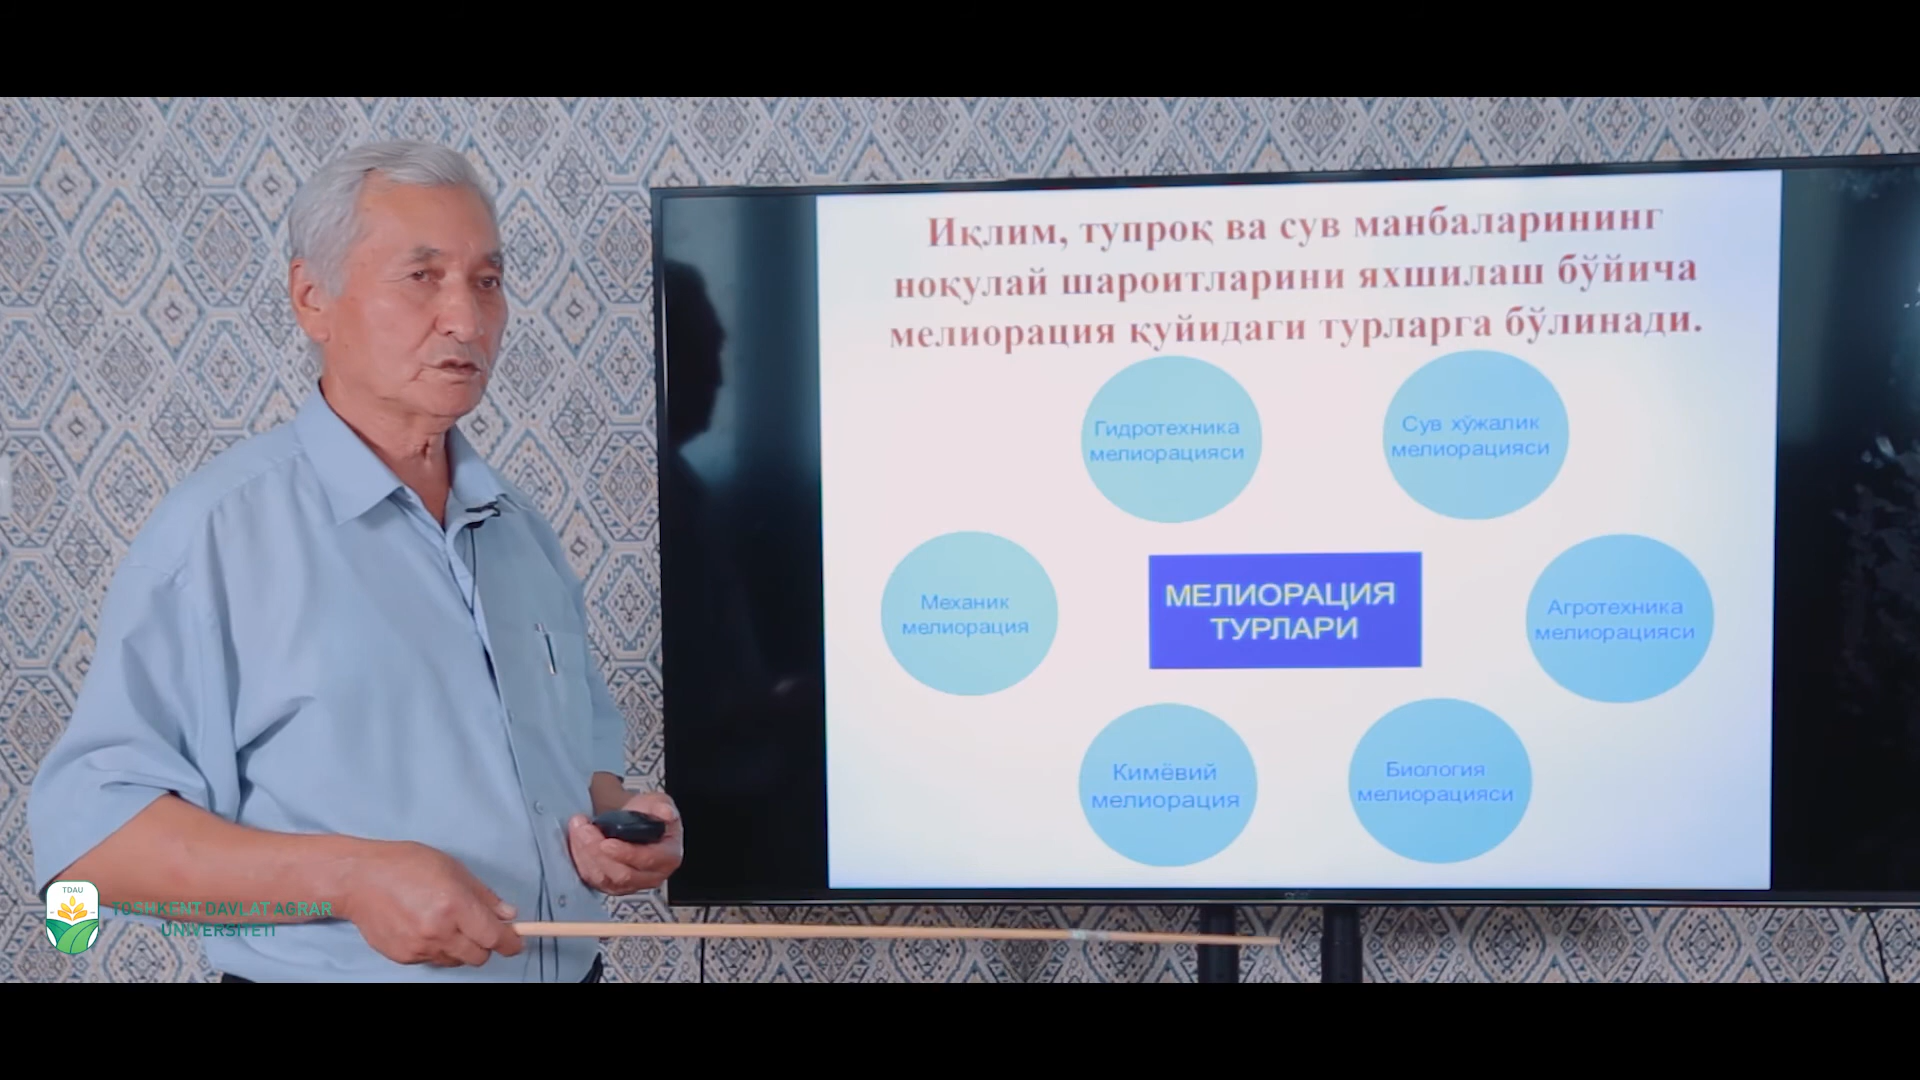 Иқлим, тупроқ ва сув манбаларининг
ноқулай шароитларини яхшилаш бўйича
мелиорация қуйидаги турларга бўлинади.
Гидротехника
мелиорацияси
Сув хўжалик
мелиорацияси
Механик
мелиорация
МЕЛИОРАЦИЯ
ТУРЛАРИ
Агротехника
мелиорацияси
Кимёвий
мелиорация
Биология
мелиорацияси
TDAU
TOSHKENT DAVLAT AGRAR
UNIVERSITETI